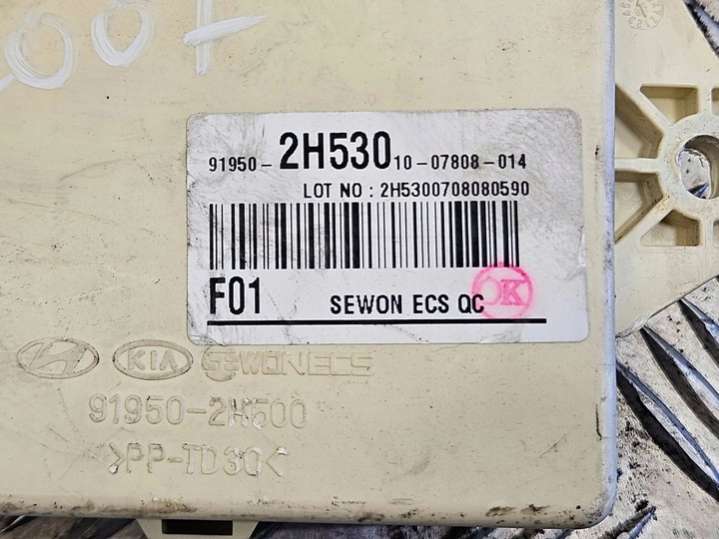 007
91950-2H530 10-07808-014
LOT NO : 2H5300708080590
F01 SEWON ECS QC OK
KIA SEWONECS
91950-2H500
>PP-TD30<